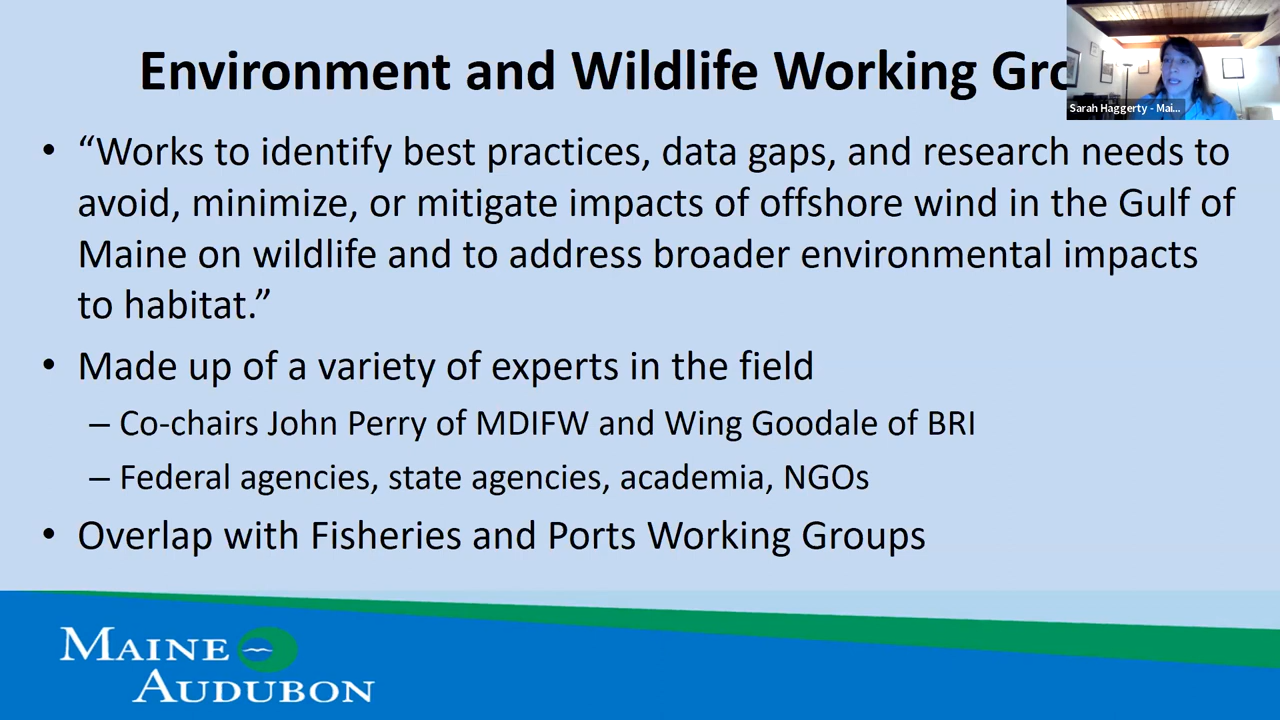 Environment and Wildlife Working Gro
Sarah Haggerty - Mai...
• “Works to identify best practices, data gaps, and research needs to
avoid, minimize, or mitigate impacts of offshore wind in the Gulf of
Maine on wildlife and to address broader environmental impacts
to habitat.”
• Made up of a variety of experts in the field
– Co-chairs John Perry of MDIFW and Wing Goodale of BRI
– Federal agencies, state agencies, academia, NGOs
• Overlap with Fisheries and Ports Working Groups
MAINE
AUDUBON